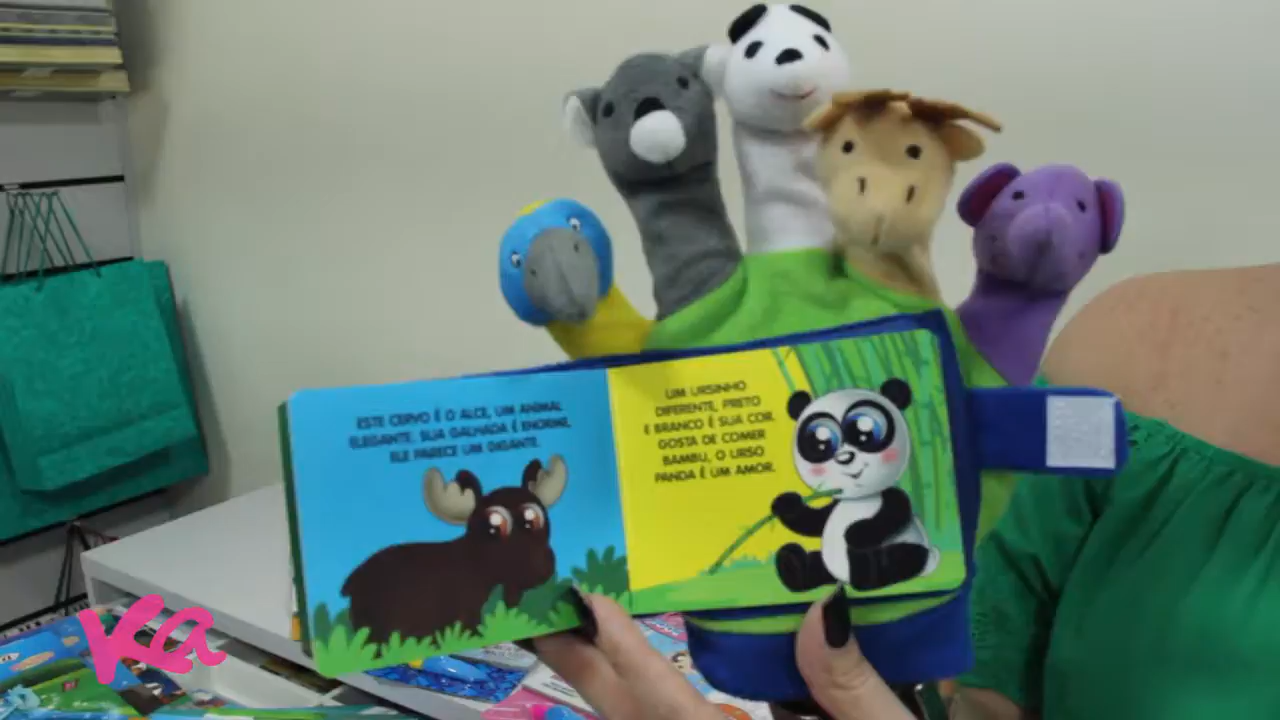 ESTE CERVO É O ALCE, UM ANIMAL
ELEGANTE. SUA GALHADA É ENORME,
ELE PARECE UM GIGANTE.
UM URSINHO
DIFERENTE, PRETO
E BRANCO É SUA COR.
GOSTA DE COMER
BAMBU, O URSO
PANDA É UM AMOR.
Ka